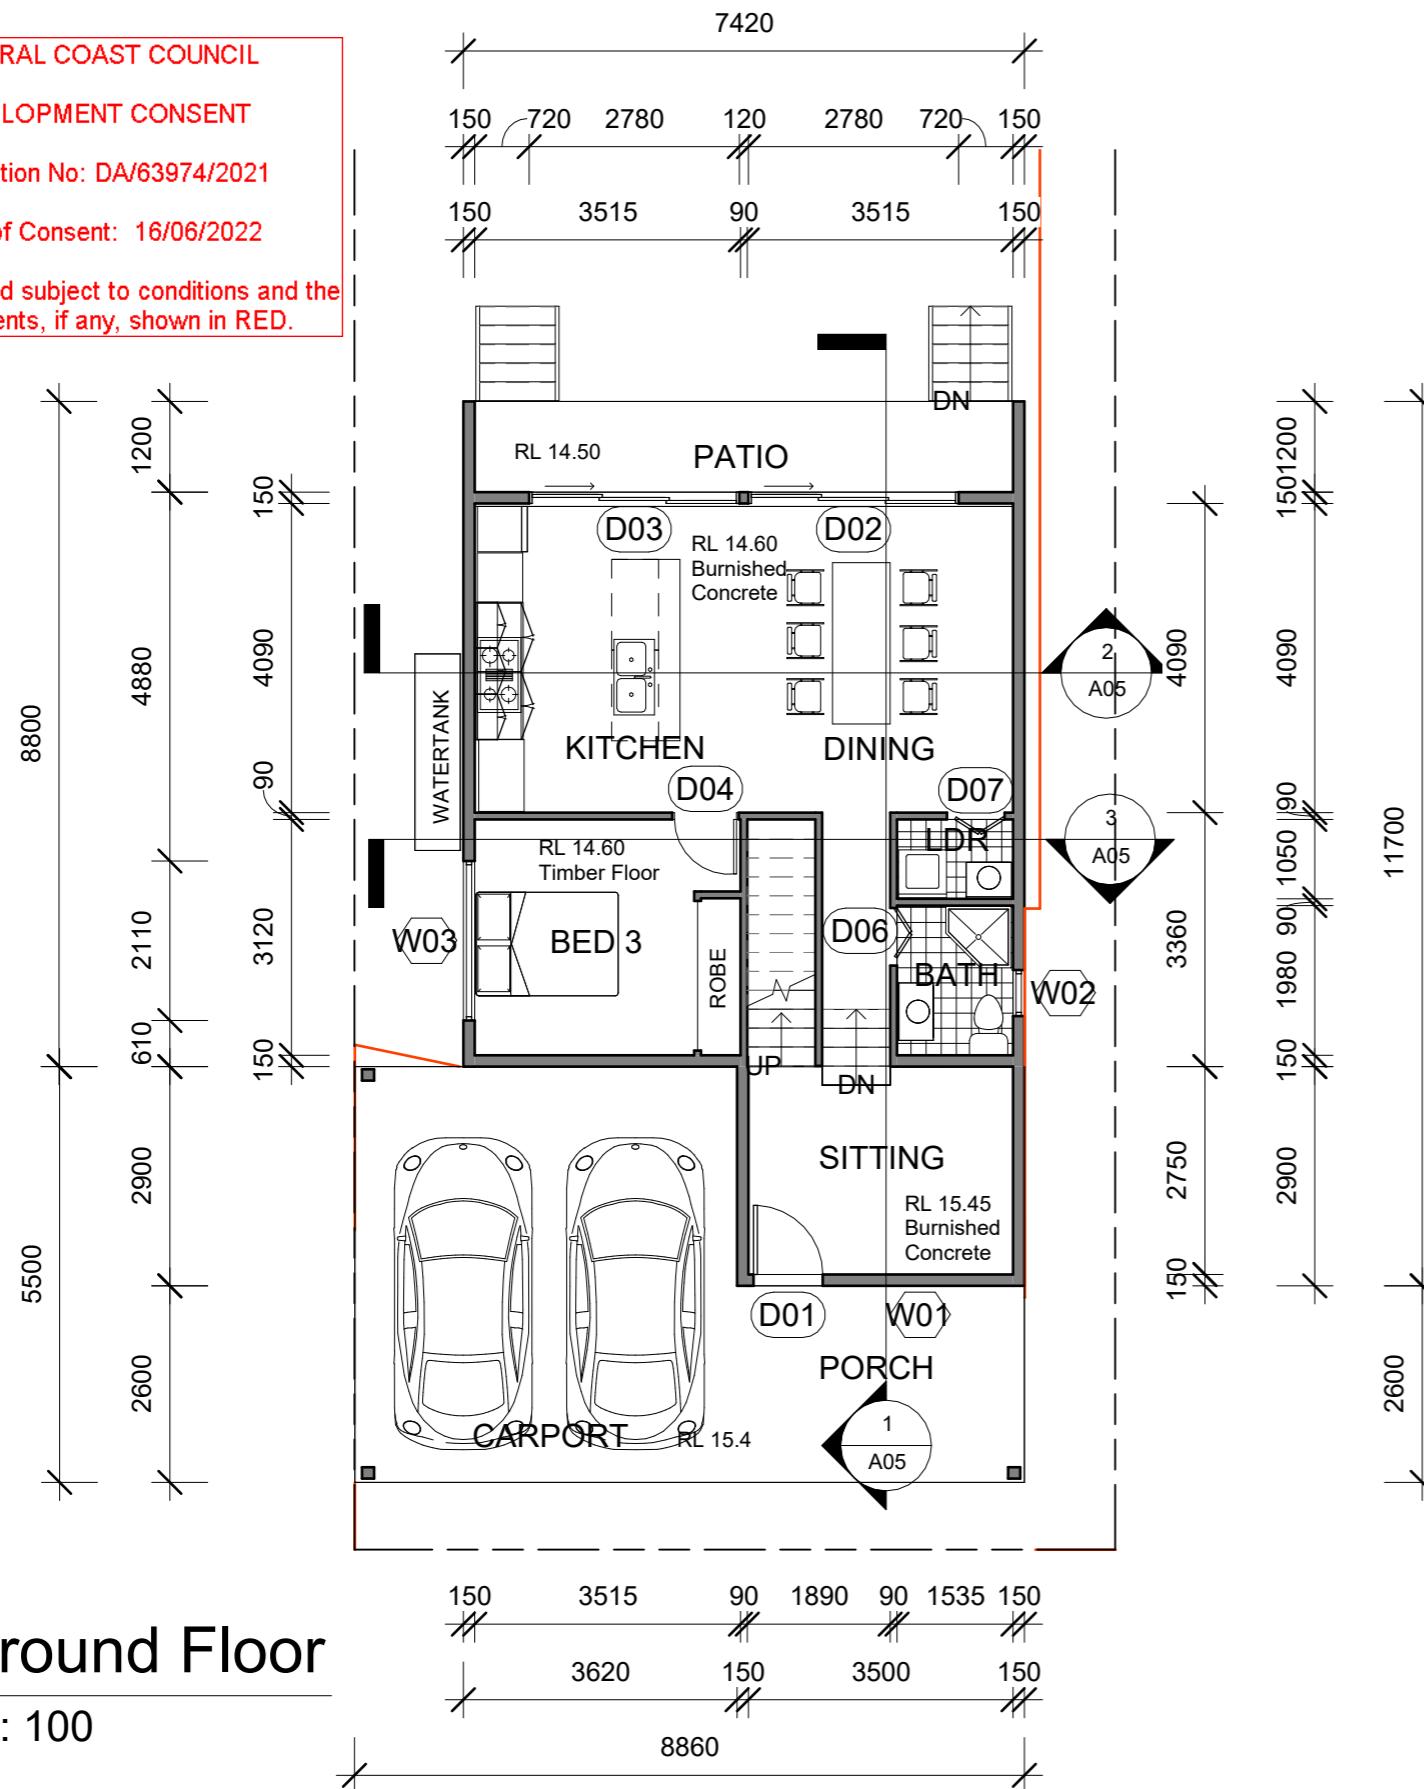 7420
RAL COAST COUNCIL
LOPMENT CONSENT
tion No: DA/63974/2021
of Consent: 16/06/2022
d subject to conditions and the
ents, if any, shown in RED.
150 720 2780 120 2780 720 150
150 3515 90 3515 150
DN
RL 14.50
PATIO
D03
D02
RL 14.60
Burnished
Concrete
KITCHEN
DINING
WATERTANK
D04
D07
LDR
RL 14.60
Timber Floor
W03
BED 3
ROBE
D06
BATH
W02
UP
DN
SITTING
RL 15.45
Burnished
Concrete
D01
W01
PORCH
CARPORT
RL 15.4
2
A05
3
A05
1
A05
8800
5500
1200
4880
2110
610
2900
2600
150
4090
90
3120
150
4090
3360
2750
150
1200
150
4090
90
1050
90
1980
150
2900
11700
2600
150 3515 90 1890 90 1535 150
3620 150 3500 150
8860
round Floor
: 100